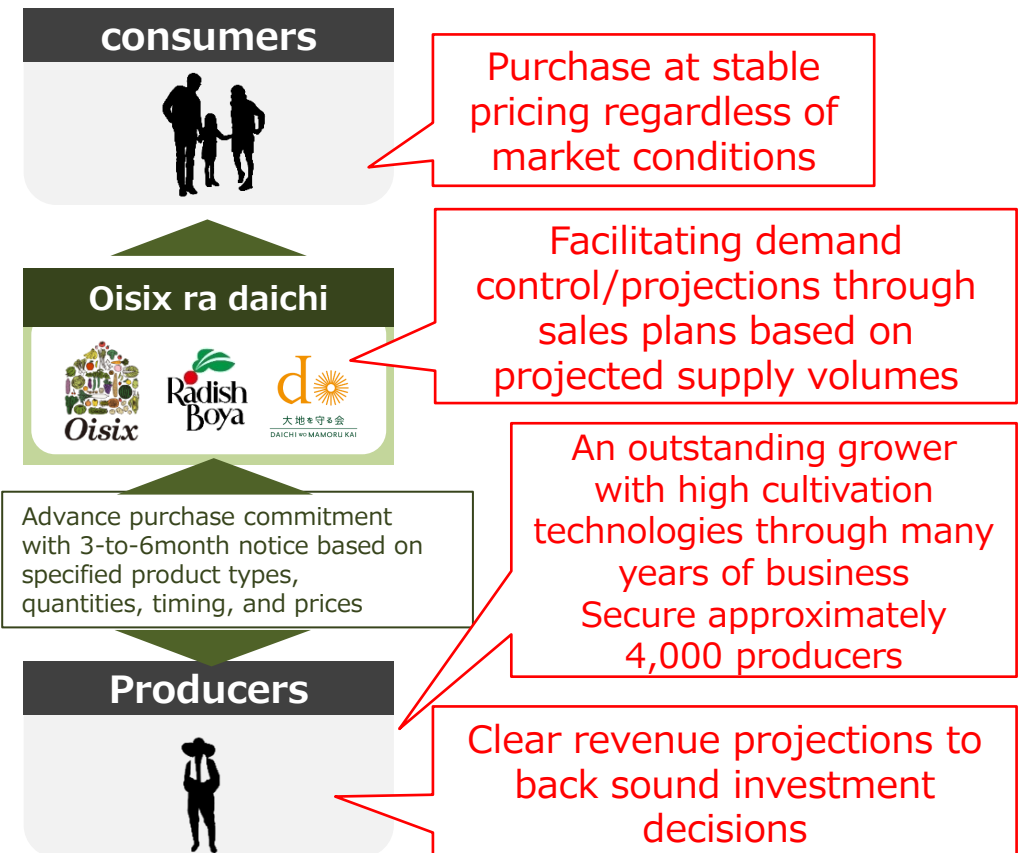 consumers
Purchase at stable
pricing regardless of
market conditions
Oisix ra daichi
Oisix
Radish
Boya
do
大地を守る会
DAICHI WO MAMORU KAI
Facilitating demand
control/projections through
sales plans based on
projected supply volumes
Advance purchase commitment
with 3-to-6month notice based on
specified product types,
quantities, timing, and prices
An outstanding grower
with high cultivation
technologies through many
years of business
Secure approximately
4,000 producers
Producers
Clear revenue projections to
back sound investment
decisions